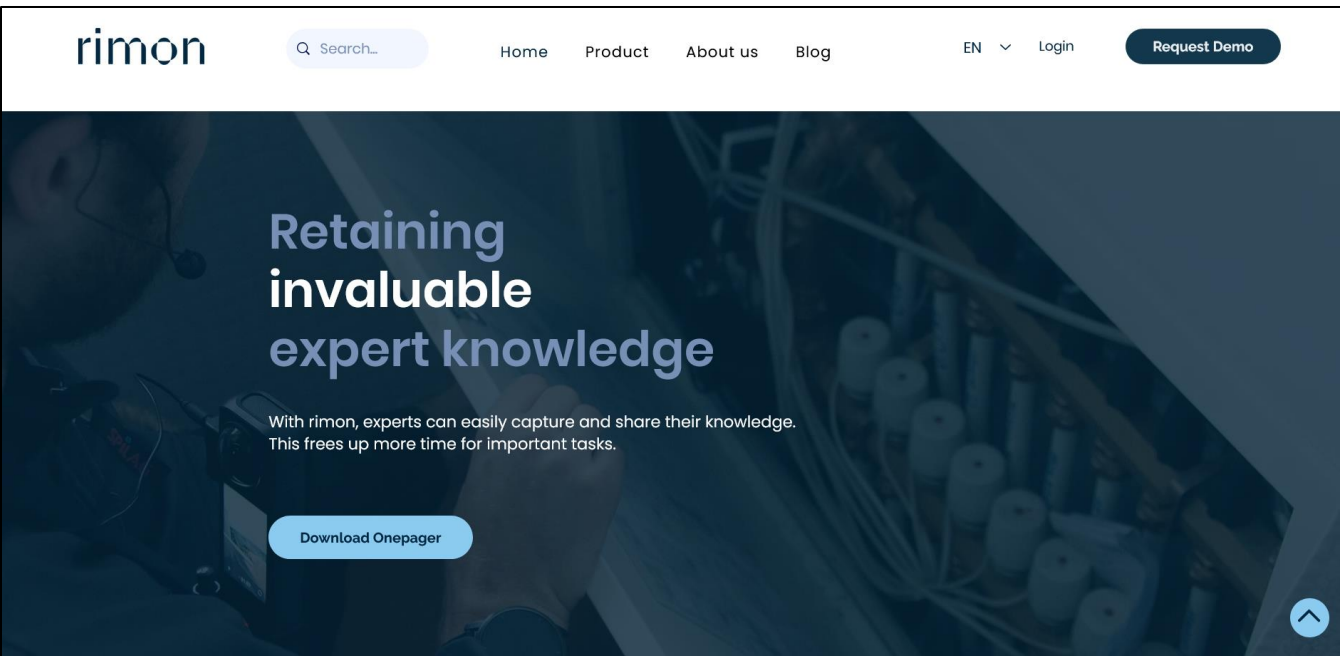 rimon
Search...
Home
Product
About us
Blog
EN
Login
Request Demo
Retaining
invaluable
expert knowledge
With rimon, experts can easily capture and share their knowledge.
This frees up more time for important tasks.
Download Onepager